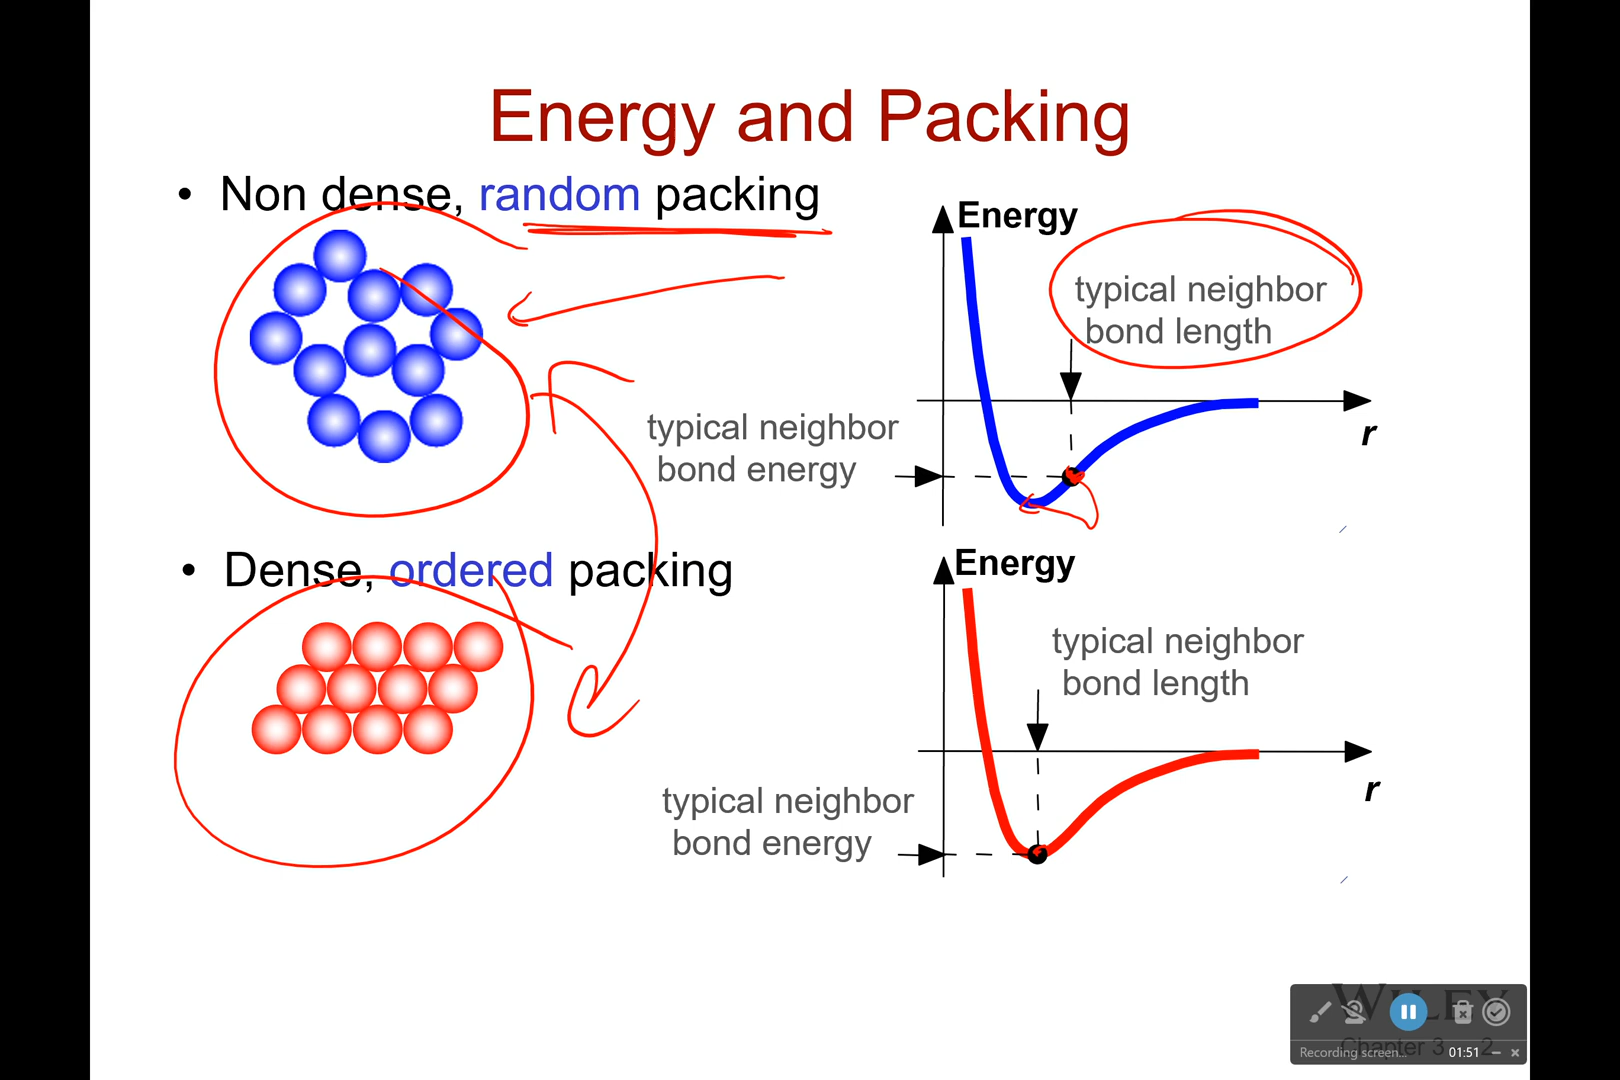 Energy and Packing
• Non dense, random packing
Energy
typical neighbor
bond length
typical neighbor
bond energy
r
• Dense, ordered packing
Energy
typical neighbor
bond length
typical neighbor
bond energy
r
WILEY
Chapter 3 - 2
Recording screen... 01:51